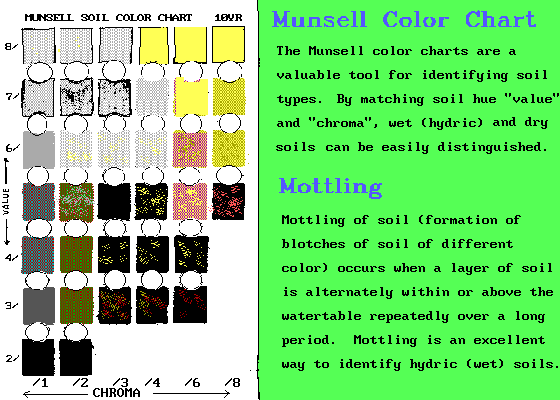 MUNSELL SOIL COLOR CHART 10YR
8/
7/
6/
VALUE
4/
3/
2/
/1 /2 /3 /4 /6 /8
CHROMA
Munsell Color Chart
The Munsell color charts are a
valuable tool for identifying soil
types. By matching soil hue "value"
and "chroma", wet (hydric) and dry
soils can be easily distinguished.
Mottling
Mottling of soil (formation of
blotches of soil of different
color) occurs when a layer of soil
is alternately within or above the
watertable repeatedly over a long
period. Mottling is an excellent
way to identify hydric (wet) soils.